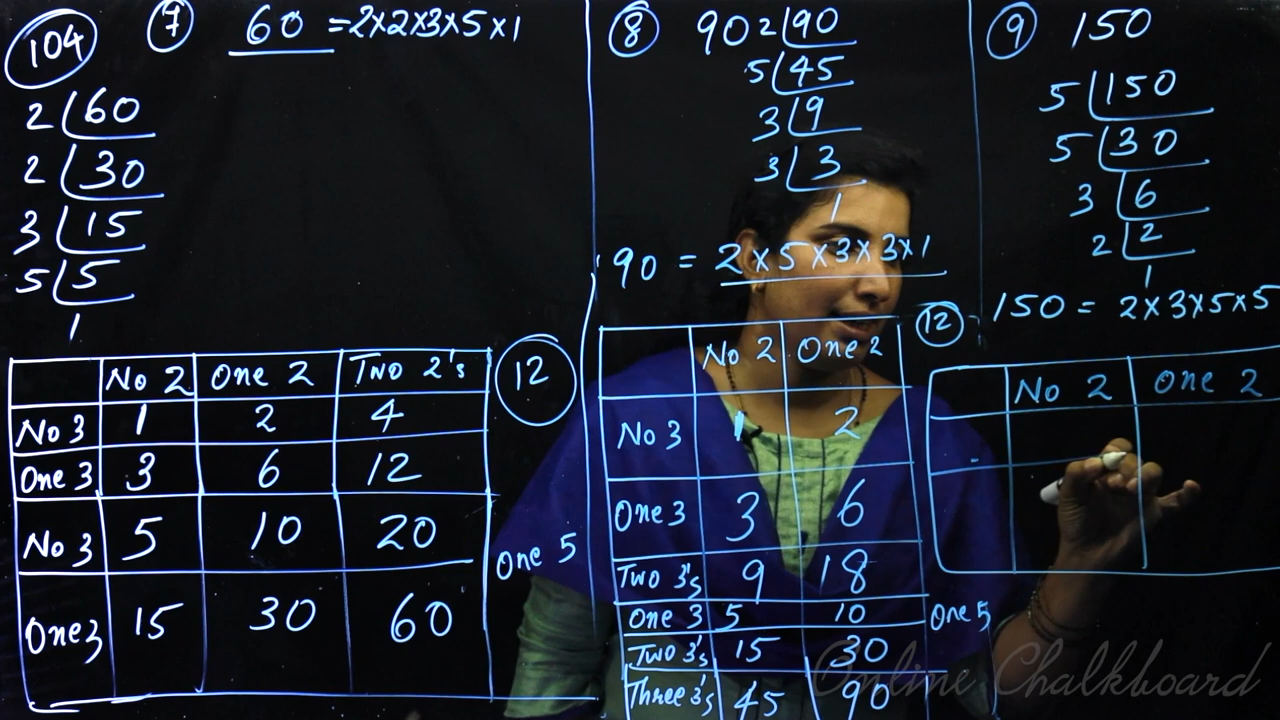 104
7 60 = 2x2x3x5x1
2 60
2 30
3 15
5 5
1
No 2 One 2 Two 2's
No 3 1 2 4
One 3 3 6 12
No 3 5 10 20
One 3 15 30 60
12
One 5
8 90 2 90
5 45
3 9
3 3
1
90 = 2x5x3x3x1
No 2 One 2
No 3 1 2
One 3 3 6
Two 3's 9 18
One 3 5 10
Two 3's 15 30
Three 3's 45 90
12
One 5
9 150
5 150
5 30
3 6
2 2
1
150 = 2x3x5x5
No 2 One 2
Online Chalkboard